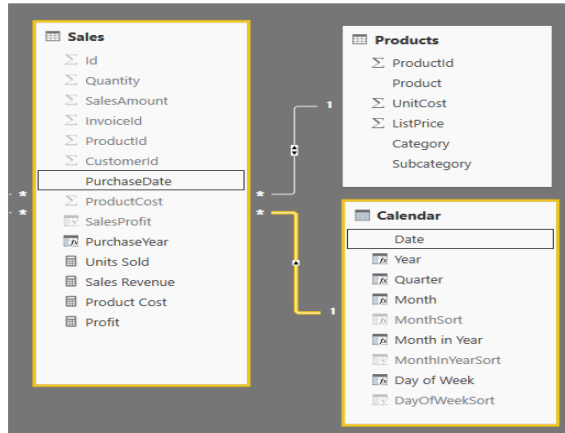 Sales
Id
Quantity
SalesAmount
InvoiceId
ProductId
CustomerId
PurchaseDate
ProductCost
SalesProfit
PurchaseYear
Units Sold
Sales Revenue
Product Cost
Profit
*
*
*
*
1
1
Products
ProductId
Product
UnitCost
ListPrice
Category
Subcategory
Calendar
Date
Year
Quarter
Month
MonthSort
Month in Year
MonthInYearSort
Day of Week
DayOfWeekSort